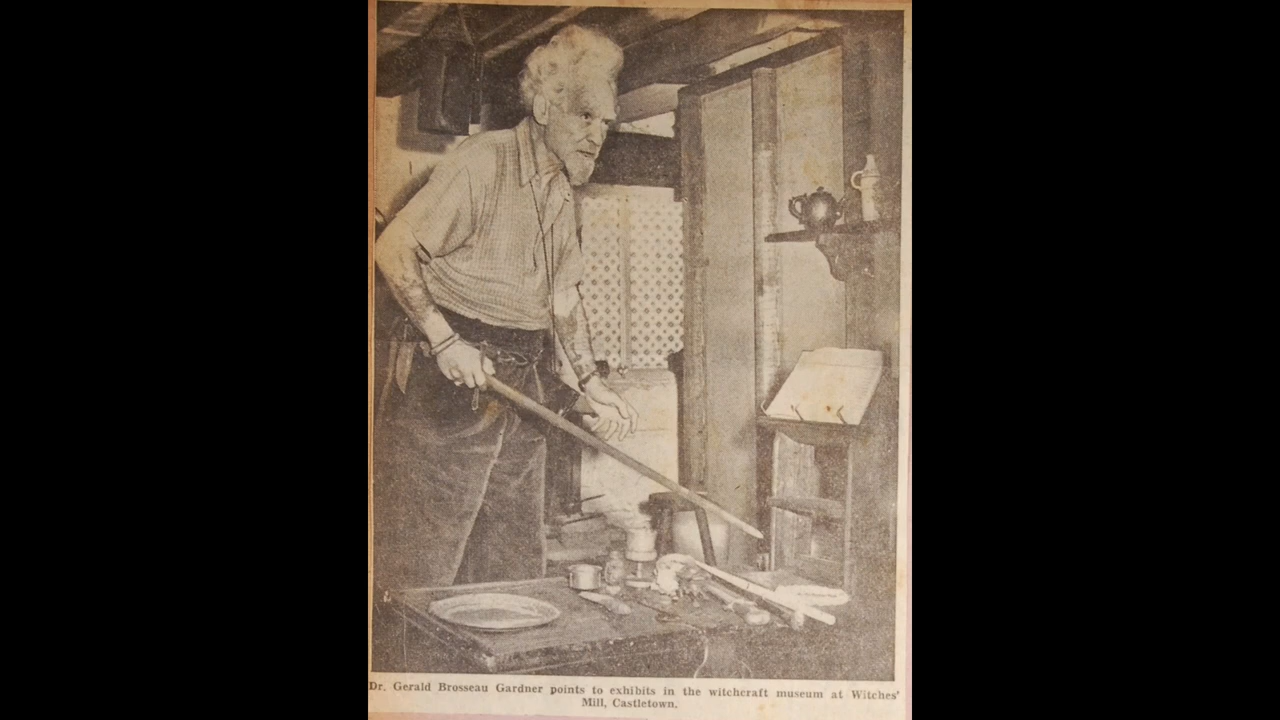 Dr. Gerald Brosseau Gardner points to exhibits in the witchcraft museum at Witches'
Mill, Castletown.